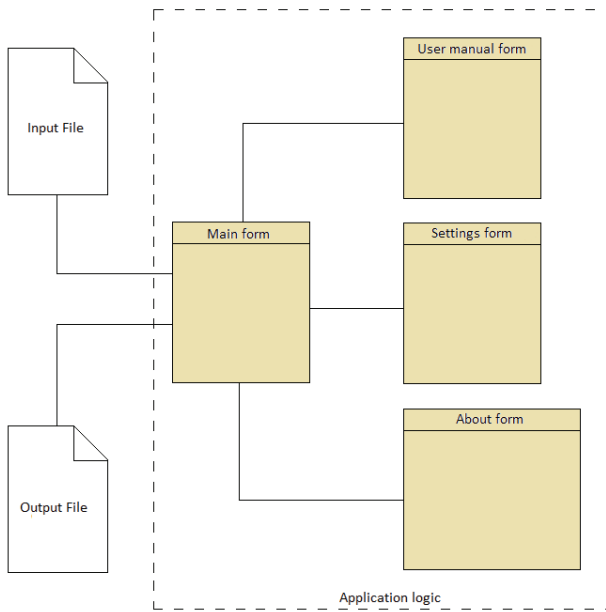 User manual form
Input File
Main form
Settings form
About form
Output File
Application logic